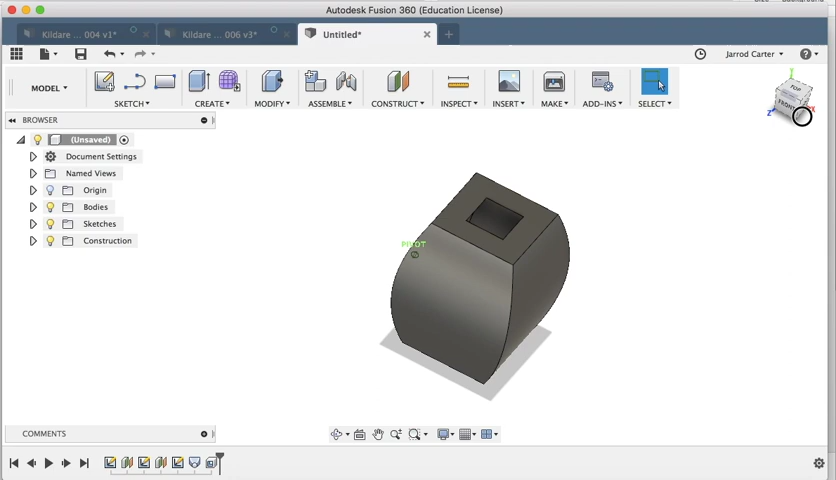 Autodesk Fusion 360 (Education License)
Kildare ... 004 v1*
Kildare ... 006 v3*
Untitled*
Jarrod Carter
MODEL
SKETCH
CREATE
MODIFY
ASSEMBLE
CONSTRUCT
INSPECT
INSERT
MAKE
ADD-INS
SELECT
TOP
FRONT
Y
Z
X
BROWSER
(Unsaved)
Document Settings
Named Views
Origin
Bodies
Sketches
Construction
PIVOT
COMMENTS